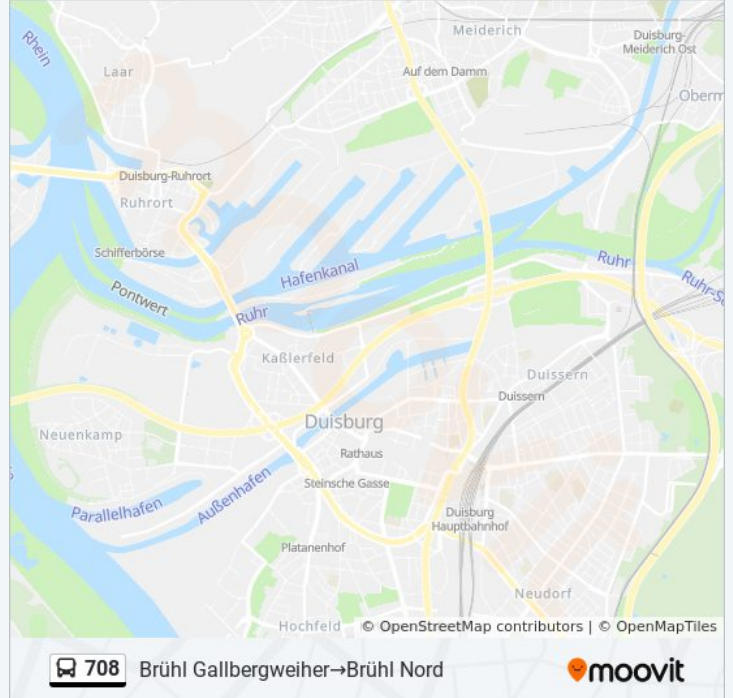 Rhein
Meiderich
Duisburg-
Meiderich Ost
Laar
Auf dem Damm
Duisburg-Ruhrort
Ruhrort
Schifferbörse
Hafenkanal
Ruhr
Pontwert
Ruhr
Kaßlerfeld
Duissern
Duissern
Duisburg
Neuenkamp
Rathaus
Steinsche Gasse
Außenhafen
Parallelhafen
Duisburg
Hauptbahnhof
Platanenhof
Neudorf
Hochfeld
© OpenStreetMap contributors | © OpenMapTiles
708 Brühl Gallbergweiher→Brühl Nord
moovit